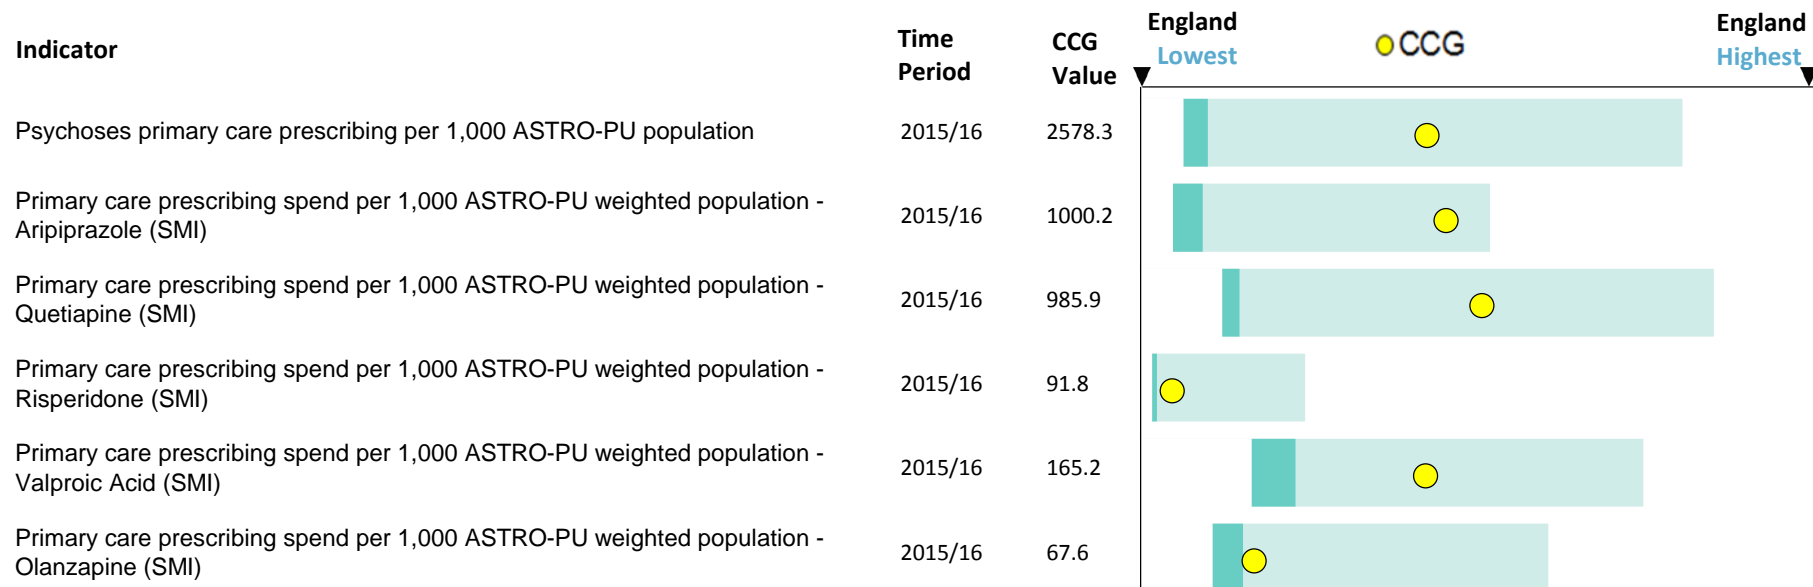 Indicator
Time
Period
CCG
Value
England
Lowest
CCG
England
Highest
Psychoses primary care prescribing per 1,000 ASTRO-PU population
2015/16
2578.3
Primary care prescribing spend per 1,000 ASTRO-PU weighted population -
Aripiprazole (SMI)
2015/16
1000.2
Primary care prescribing spend per 1,000 ASTRO-PU weighted population -
Quetiapine (SMI)
2015/16
985.9
Primary care prescribing spend per 1,000 ASTRO-PU weighted population -
Risperidone (SMI)
2015/16
91.8
Primary care prescribing spend per 1,000 ASTRO-PU weighted population -
Valproic Acid (SMI)
2015/16
165.2
Primary care prescribing spend per 1,000 ASTRO-PU weighted population -
Olanzapine (SMI)
2015/16
67.6